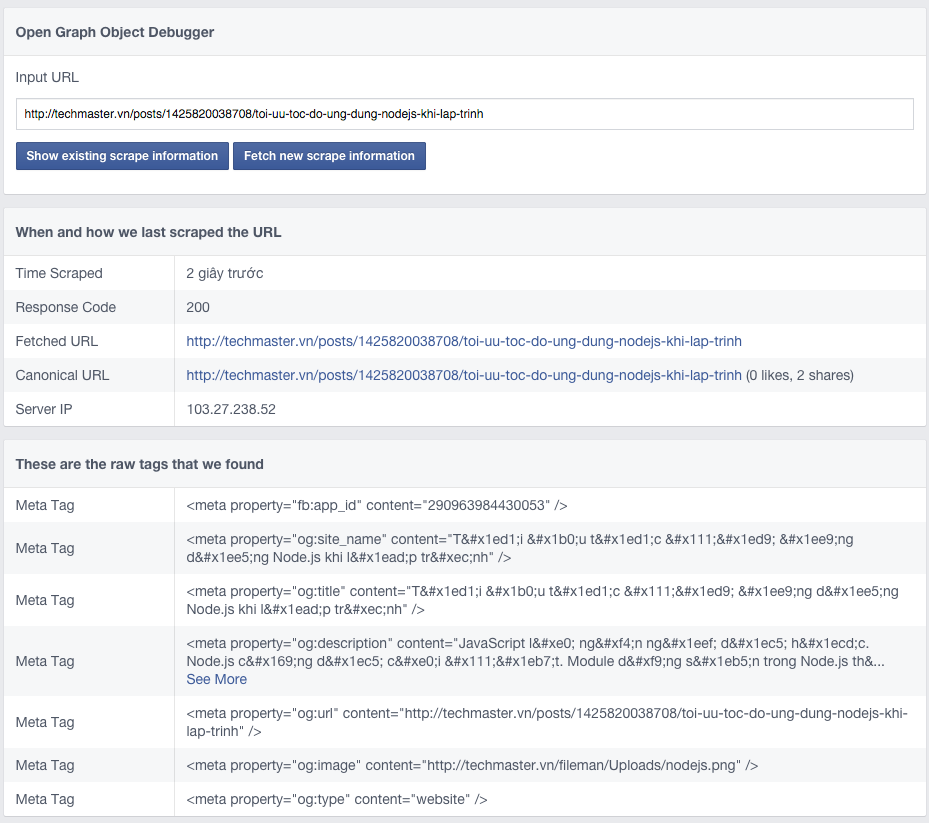 Open Graph Object Debugger
Input URL
http://techmaster.vn/posts/1425820038708/toi-uu-toc-do-ung-dung-nodejs-khi-lap-trinh
Show existing scrape information Fetch new scrape information
When and how we last scraped the URL
Time Scraped 2 giây trước
Response Code 200
Fetched URL http://techmaster.vn/posts/1425820038708/toi-uu-toc-do-ung-dung-nodejs-khi-lap-trinh
Canonical URL http://techmaster.vn/posts/1425820038708/toi-uu-toc-do-ung-dung-nodejs-khi-lap-trinh (0 likes, 2 shares)
Server IP 103.27.238.52
These are the raw tags that we found
Meta Tag <meta property="fb:app_id" content="290963984430053" />
Meta Tag <meta property="og:site_name" content="T&#x1ed1;i &#x1b0;u t&#x1ed1;c &#x111;&#x1ed9; &#x1ee9;ng
d&#x1ee5;ng Node.js khi l&#x1ead;p tr&#xec;nh" />
Meta Tag <meta property="og:title" content="T&#x1ed1;i &#x1b0;u t&#x1ed1;c &#x111;&#x1ed9; &#x1ee9;ng d&#x1ee5;ng
Node.js khi l&#x1ead;p tr&#xec;nh" />
Meta Tag <meta property="og:description" content="JavaScript l&#xe0; ng&#xf4;n ng&#x1eef; d&#x1ec5; h&#x1ecd;c.
Node.js c&#x169;ng d&#x1ec5; c&#xe0;i &#x111;&#x1eb7;t. Module d&#xf9;ng s&#x1eb5;n trong Node.js th&...
See More
Meta Tag <meta property="og:url" content="http://techmaster.vn/posts/1425820038708/toi-uu-toc-do-ung-dung-nodejs-khi-
lap-trinh" />
Meta Tag <meta property="og:image" content="http://techmaster.vn/fileman/Uploads/nodejs.png" />
Meta Tag <meta property="og:type" content="website" />